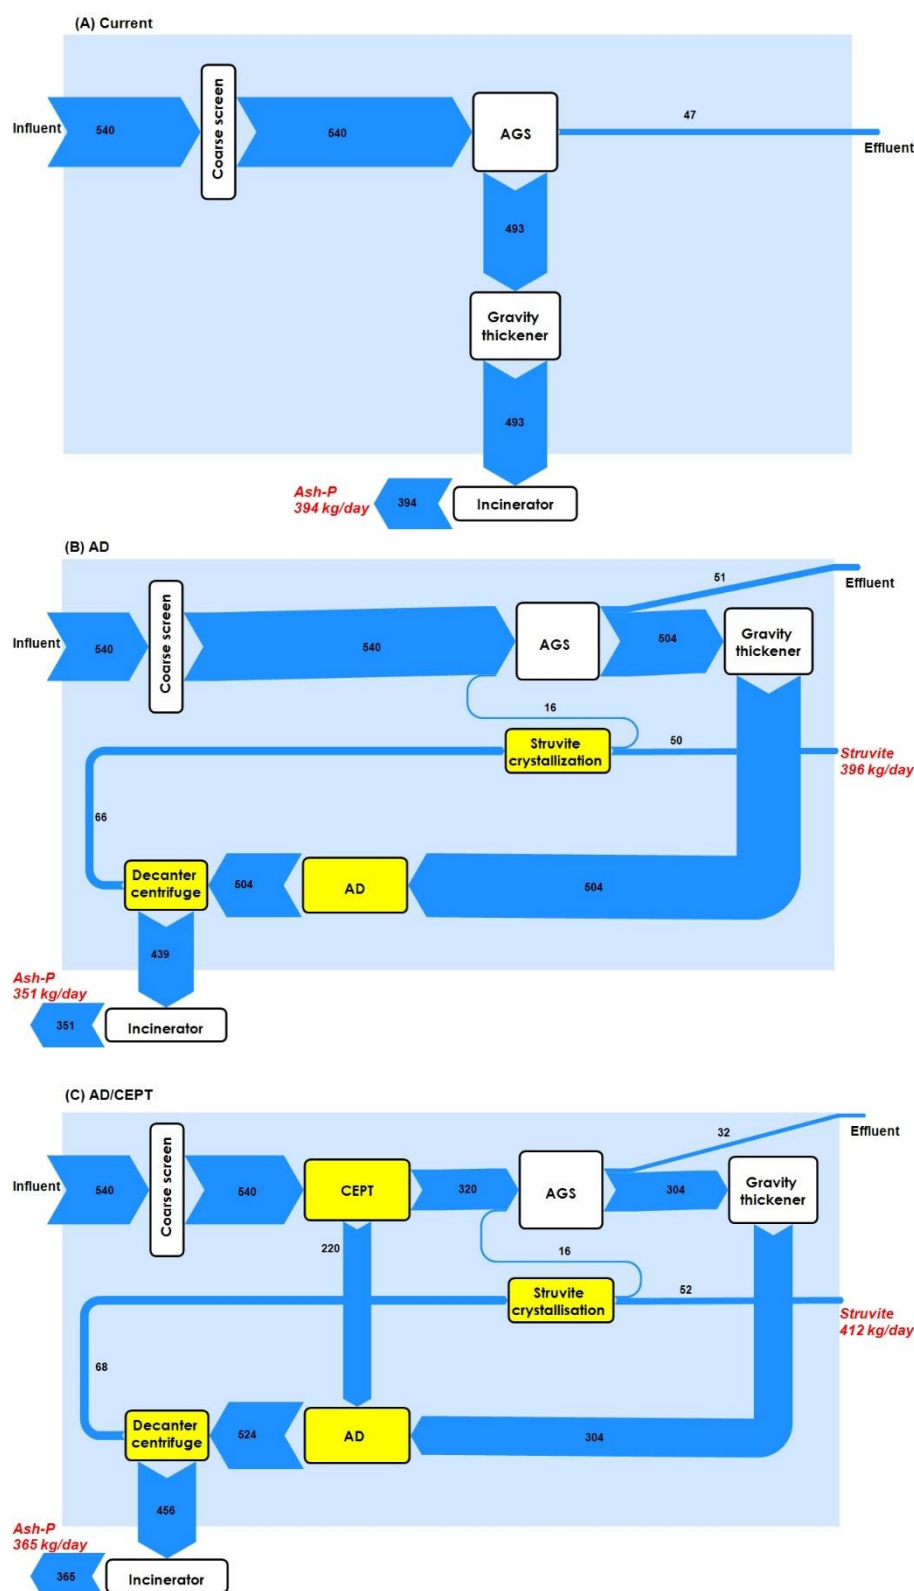 (A) Current
Influent
540
Coarse screen
540
AGS
47
Effluent
493
Gravity
thickener
493
Ash-P
394 kg/day
394
Incinerator
(B) AD
Influent
540
Coarse screen
540
AGS
51
Effluent
504
Gravity
thickener
16
Struvite
crystallization
50
Struvite
396 kg/day
66
Decanter
centrifuge
504
AD
504
439
Ash-P
351 kg/day
351
Incinerator
(C) AD/CEPT
Influent
540
Coarse screen
540
CEPT
320
AGS
32
Effluent
304
Gravity
thickener
220
16
Struvite
crystallisation
52
Struvite
412 kg/day
68
Decanter
centrifuge
524
AD
304
456
Ash-P
365 kg/day
365
Incinerator